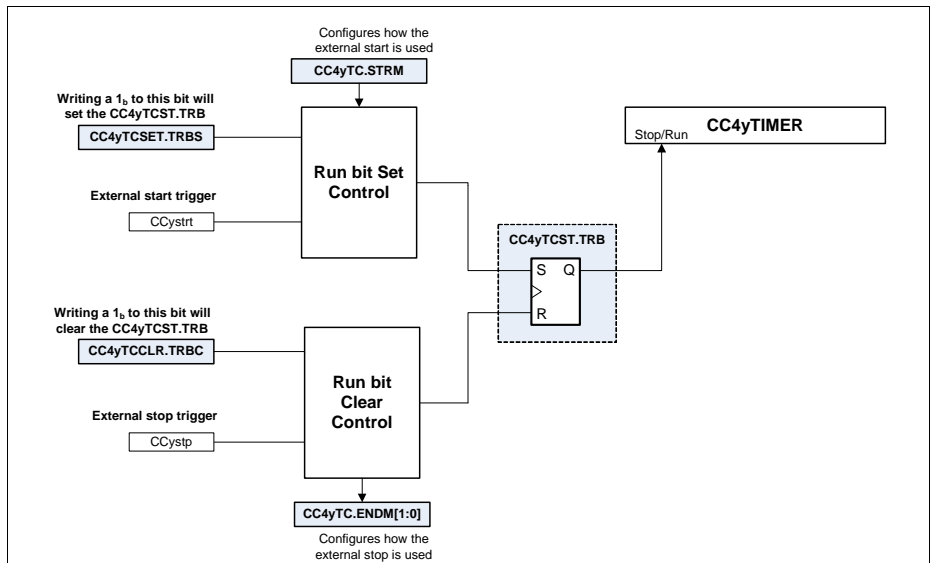 Configures how the
external start is used
CC4yTC.STRM
Writing a 1b to this bit will
set the CC4yTCST.TRB
CC4yTCSET.TRBS
Run bit Set
Control
External start trigger
CCystrt
CC4yTIMER
Stop/Run
CC4yTCST.TRB
S Q
R
Writing a 1b to this bit will
clear the CC4yTCST.TRB
CC4yTCCLR.TRBC
Run bit
Clear
Control
External stop trigger
CCystp
CC4yTC.ENDM[1:0]
Configures how the
external stop is used